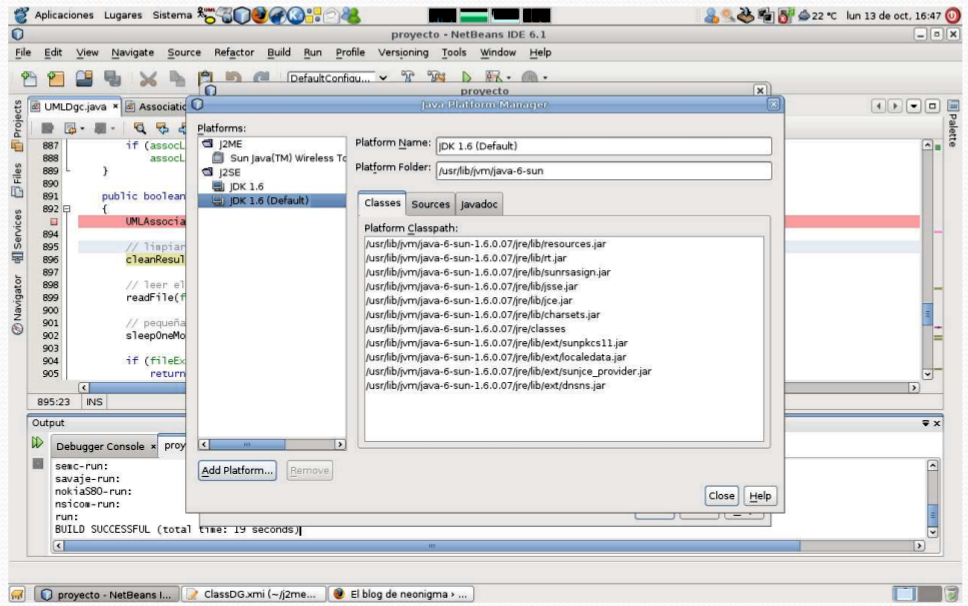 Aplicaciones Lugares Sistema 22 °C lun 13 de oct, 16:47
proyecto - NetBeans IDE 6.1
File Edit View Navigate Source Refactor Build Run Profile Versioning Tools Window Help
DefaultConfigu...
proyecto
UMLDgc.java Associatic
Java Platform Manager
Projects
Files
Services
Navigator
Palette
887 if (assocL
888 assocL
889 }
890
891 public boolean
892 {
UMLAssocia
894
895 // limpiar
896 cleanResul
897
898 // leer el
899 readFile(f
900
901 // pequeña
902 sleepOneMo
903
904 if (fileEx
905 return
895:23 INS
Platforms:
J2ME
Sun Java(TM) Wireless To
J2SE
JDK 1.6
JDK 1.6 (Default)
Platform Name: JDK 1.6 (Default)
Platform Folder: /usr/lib/jvm/java-6-sun
Classes Sources Javadoc
Platform Classpath:
/usr/lib/jvm/java-6-sun-1.6.0.07/jre/lib/resources.jar
/usr/lib/jvm/java-6-sun-1.6.0.07/jre/lib/rt.jar
/usr/lib/jvm/java-6-sun-1.6.0.07/jre/lib/sunrsasign.jar
/usr/lib/jvm/java-6-sun-1.6.0.07/jre/lib/jsse.jar
/usr/lib/jvm/java-6-sun-1.6.0.07/jre/lib/jce.jar
/usr/lib/jvm/java-6-sun-1.6.0.07/jre/lib/charsets.jar
/usr/lib/jvm/java-6-sun-1.6.0.07/jre/classes
/usr/lib/jvm/java-6-sun-1.6.0.07/jre/lib/ext/sunpkcs11.jar
/usr/lib/jvm/java-6-sun-1.6.0.07/jre/lib/ext/localedata.jar
/usr/lib/jvm/java-6-sun-1.6.0.07/jre/lib/ext/sunjce_provider.jar
/usr/lib/jvm/java-6-sun-1.6.0.07/jre/lib/ext/dnsns.jar
Add Platform... Remove
Close Help
Output
Debugger Console proy
semc-run:
savaje-run:
nokiaS80-run:
nsicom-run:
run:
BUILD SUCCESSFUL (total time: 19 seconds)
proyecto - NetBeans I... ClassDG.xmi (~/j2me... El blog de neonigma › ...